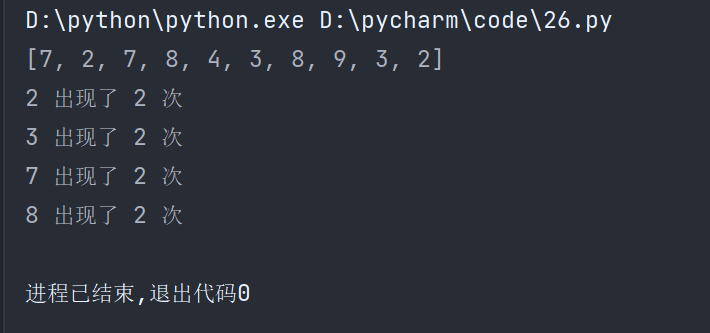 D:\python\python.exe D:\pycharm\code\26.py
[7, 2, 7, 8, 4, 3, 8, 9, 3, 2]
2 出现了 2 次
3 出现了 2 次
7 出现了 2 次
8 出现了 2 次
进程已结束,退出代码0